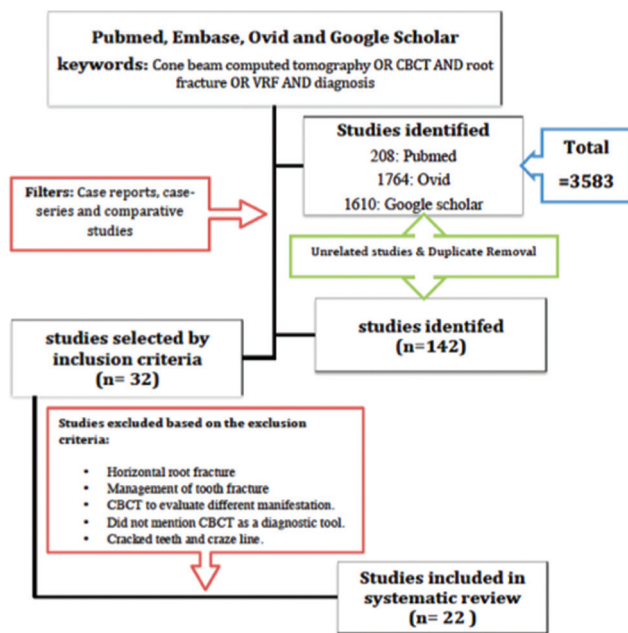 Pubmed, Embase, Ovid and Google Scholar
keywords: Cone beam computed tomography OR CBCT AND root
fracture OR VRF AND diagnosis
Studies identified
208: Pubmed
1764: Ovid
1610: Google scholar
Total
=3583
Filters: Case reports, case-
series and comparative
studies
Unrelated studies & Duplicate Removal
studies identifed
(n=142)
studies selected by
inclusion criteria
(n= 32)
Studies excluded based on the exclusion
criteria:
• Horizontal root fracture
• Management of tooth fracture
• CBCT to evaluate different manifestation.
• Did not mention CBCT as a diagnostic tool.
• Cracked teeth and craze line.
Studies included in
systematic review
(n= 22 )